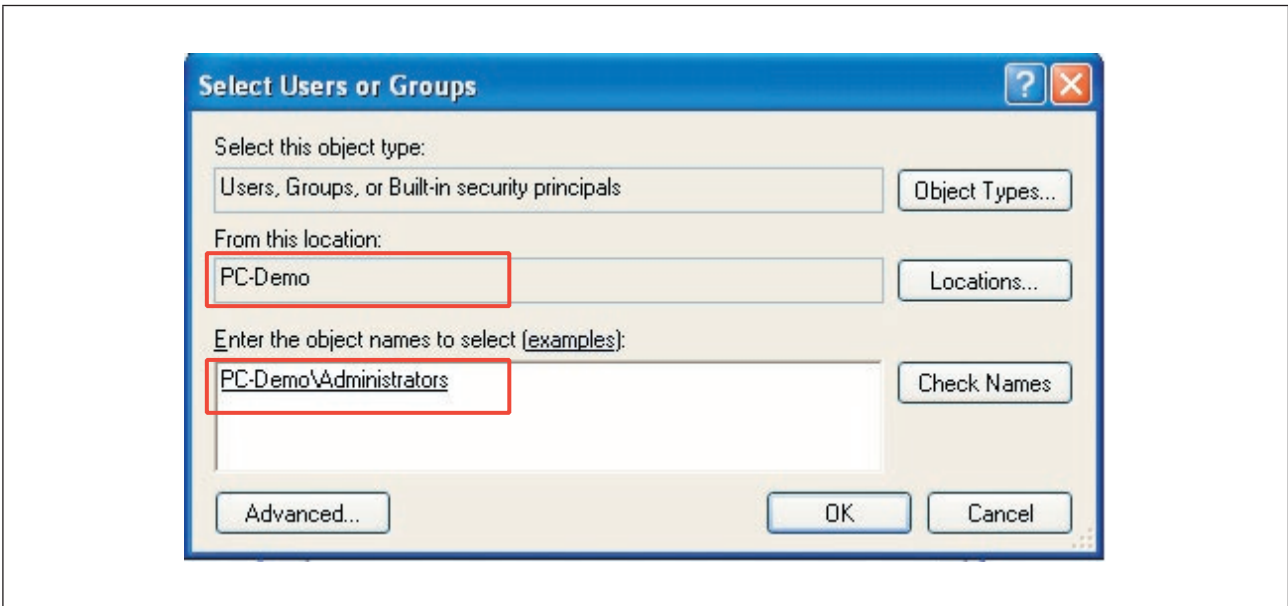 Select Users or Groups
Select this object type:
Users, Groups, or Built-in security principals
Object Types...
From this location:
PC-Demo
Locations...
Enter the object names to select (examples):
PC-Demo\Administrators
Check Names
Advanced...
OK
Cancel